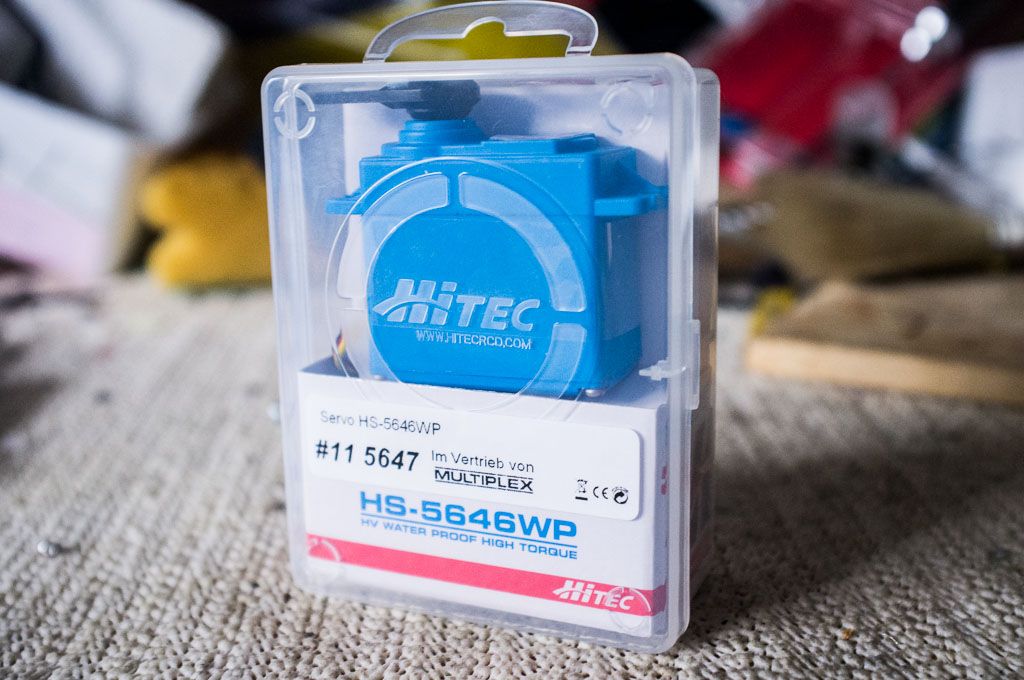 HiTEC
WWW.HITECRCD.COM
Servo HS-5646WP
#11 5647 Im Vertrieb von
MULTIPLEX
CE
HS-5646WP
HV WATER PROOF HIGH TORQUE
HiTEC